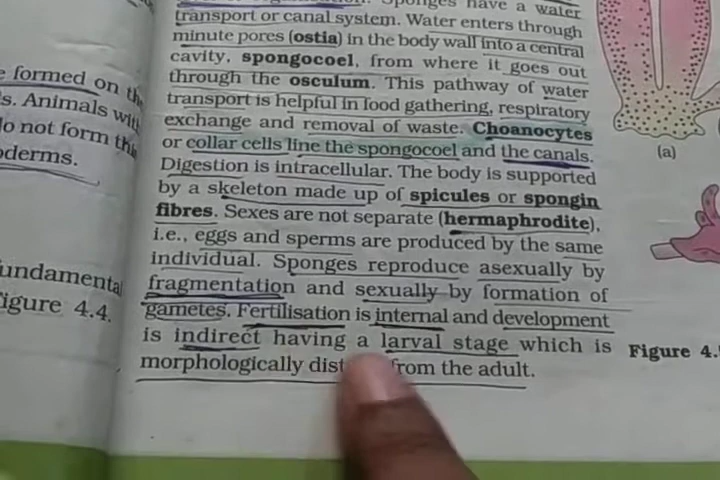 Sponges have a water
transport or canal system. Water enters through
minute pores (ostia) in the body wall into a central
cavity, spongocoel, from where it goes out
through the osculum. This pathway of water
transport is helpful in food gathering, respiratory
exchange and removal of waste. Choanocytes
or collar cells line the spongocoel and the canals.
Digestion is intracellular. The body is supported
by a skeleton made up of spicules or spongin
fibres. Sexes are not separate (hermaphrodite),
i.e., eggs and sperms are produced by the same
individual. Sponges reproduce asexually by
fragmentation and sexually by formation of
gametes. Fertilisation is internal and development
is indirect having a larval stage which is
morphologically from the adult.
formed on
s. Animals
do not form
oderms.
undamental
igure 4.4.
(a)
Figure 4.